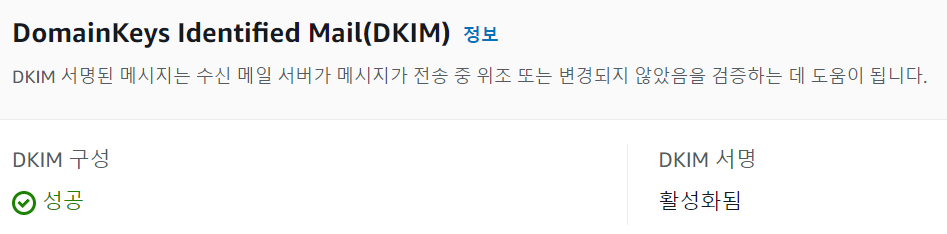 DomainKeys Identified Mail(DKIM) 정보
DKIM 서명된 메시지는 수신 메일 서버가 메시지가 전송 중 위조 또는 변경되지 않았음을 검증하는 데 도움이 됩니다.
DKIM 구성
성공
DKIM 서명
활성화됨